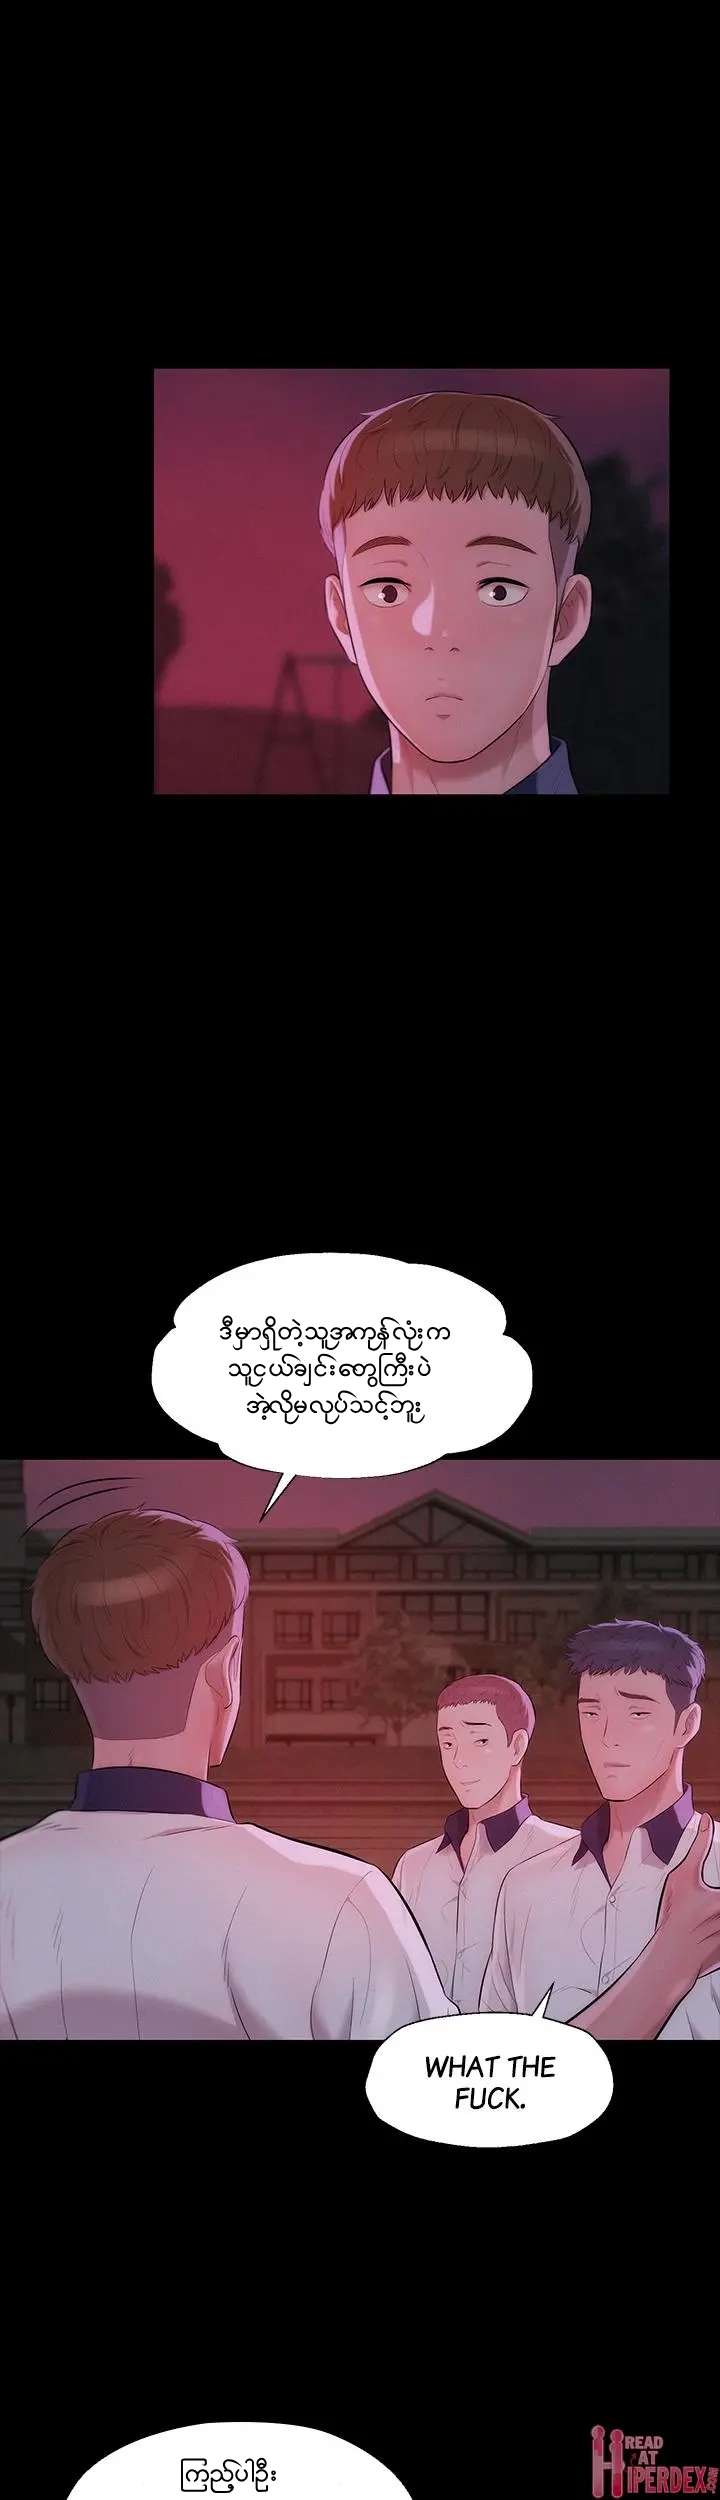 ဒီမှာရှိတဲ့သူအကုန်လုံးက
သူငယ်ချင်းတွေကြီးပဲ
အဲ့လိုမလုပ်သင့်ဘူး
WHAT THE
FUCK.
ကြည့်ပါဦး
READ
AT
HIPERDEX.COM